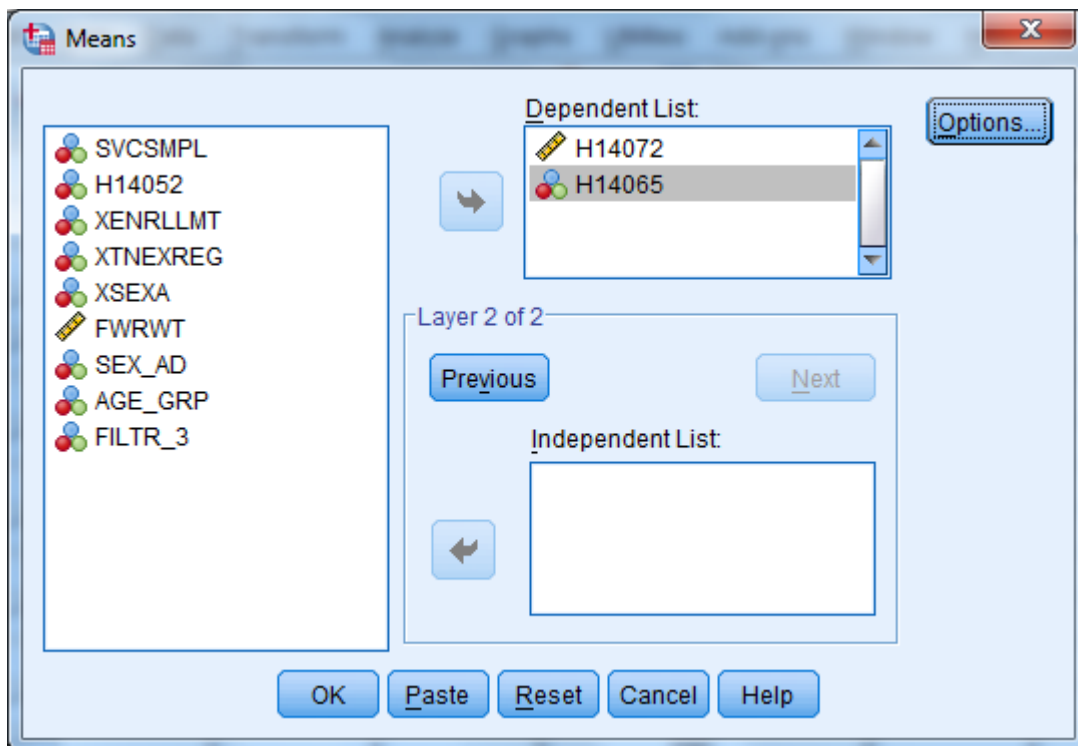 Means
Dependent List:
Options...
SVCSMPL
H14052
XENRLLMT
XTNEXREG
XSEXA
FWRWT
SEX_AD
AGE_GRP
FILTR_3
H14072
H14065
Layer 2 of 2
Previous
Next
Independent List:
OK
Paste
Reset
Cancel
Help